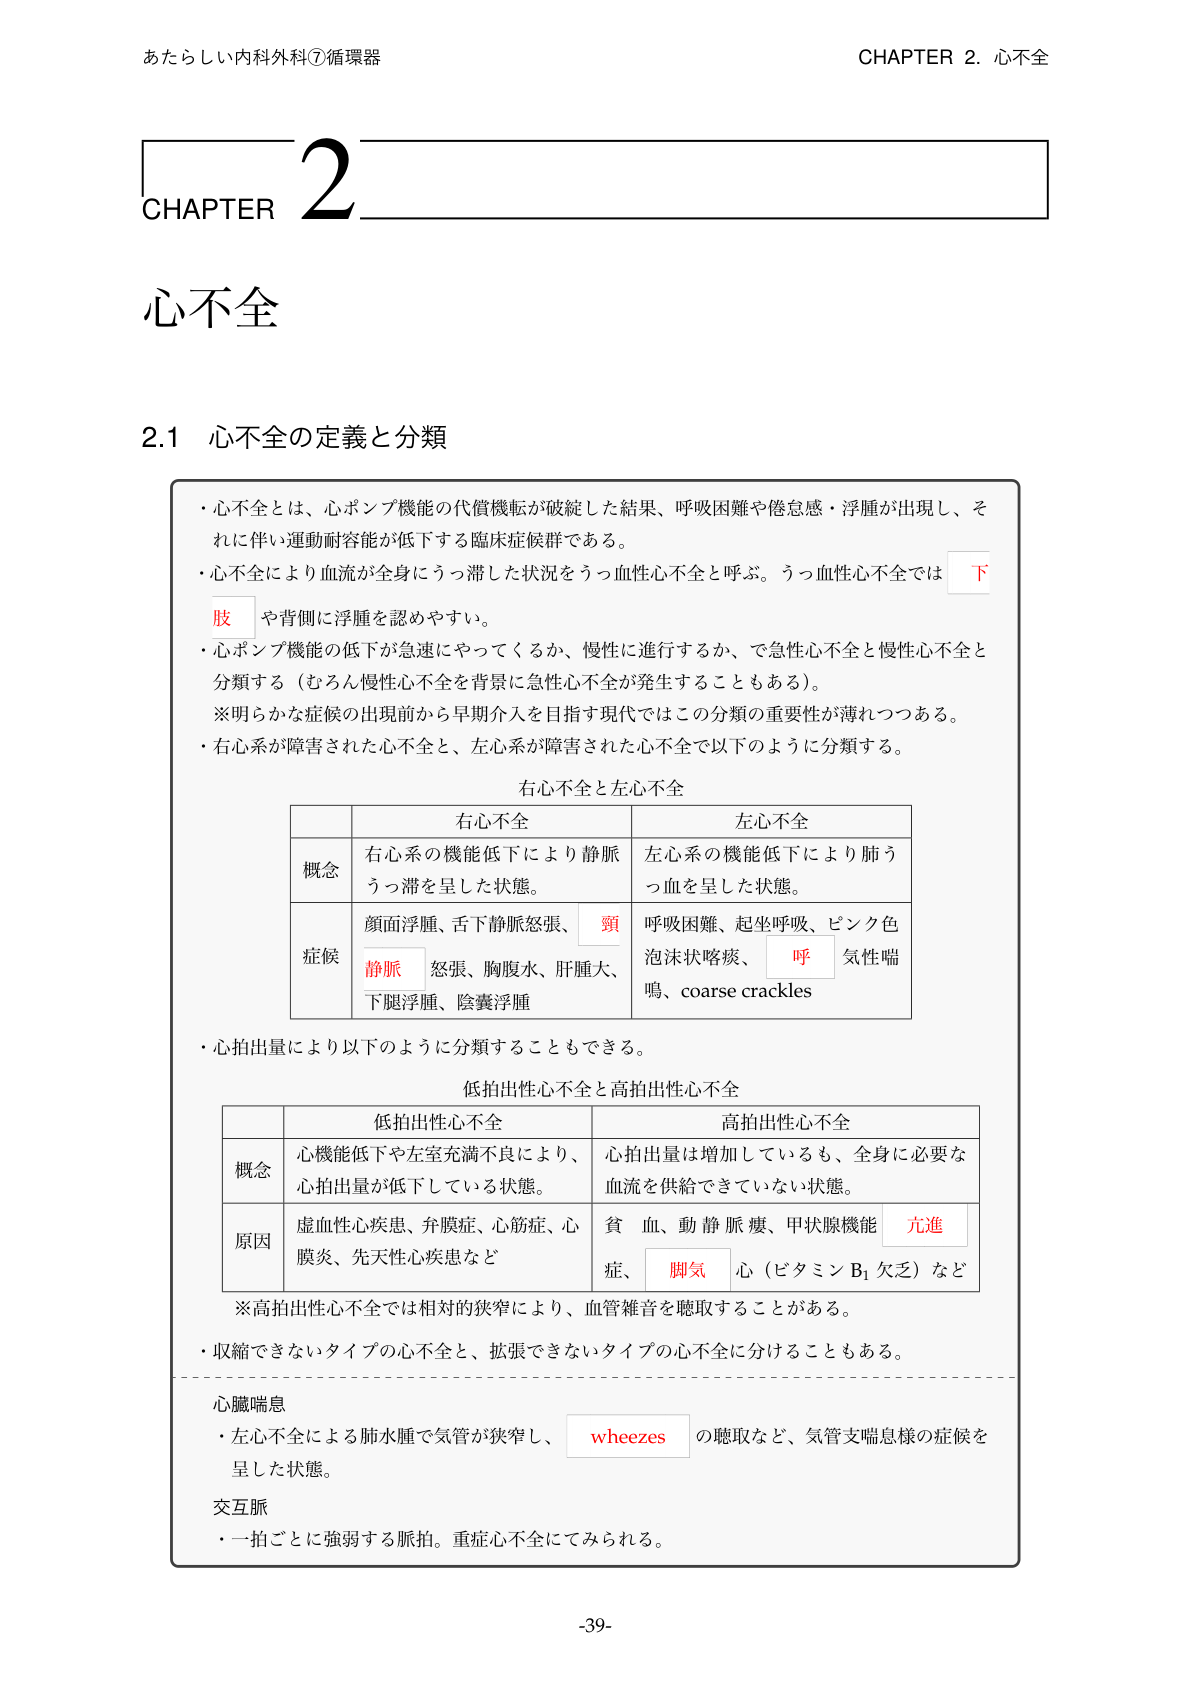 あたらしい内科外科⑦循環器 CHAPTER 2. 心不全
CHAPTER 2
心不全
2.1 心不全の定義と分類
・心不全とは、心ポンプ機能の代償機転が破綻した結果、呼吸困難や倦怠感・浮腫が出現し、そ
れに伴い運動耐容能が低下する臨床症候群である。
・心不全により血流が全身にうっ滞した状況をうっ血性心不全と呼ぶ。うっ血性心不全では 下
肢 や背側に浮腫を認めやすい。
・心ポンプ機能の低下が急速にやってくるか、慢性に進行するか、で急性心不全と慢性心不全と
分類する（むろん慢性心不全を背景に急性心不全が発生することもある）。
※明らかな症候の出現前から早期介入を目指す現代ではこの分類の重要性が薄れつつある。
・右心系が障害された心不全と、左心系が障害された心不全で以下のように分類する。
右心不全と左心不全
右心不全 左心不全
概念
右心系の機能低下により静脈
うっ滞を呈した状態。
左心系の機能低下により肺う
っ血を呈した状態。
症候
顔面浮腫、舌下静脈怒張、 頸
静脈 怒張、胸腹水、肝腫大、
下腿浮腫、陰嚢浮腫
呼吸困難、起坐呼吸、ピンク色
泡沫状喀痰、 呼 気性喘
鳴、coarse crackles
・心拍出量により以下のように分類することもできる。
低拍出性心不全と高拍出性心不全
低拍出性心不全 高拍出性心不全
概念
心機能低下や左室充満不良により、
心拍出量が低下している状態。
心拍出量は増加しているも、全身に必要な
血流を供給できていない状態。
原因
虚血性心疾患、弁膜症、心筋症、心
膜炎、先天性心疾患など
貧 血、動静脈瘻、甲状腺機能 亢進
症、 脚気 心（ビタミン B₁ 欠乏）など
※高拍出性心不全では相対的狭窄により、血管雑音を聴取することがある。
・収縮できないタイプの心不全と、拡張できないタイプの心不全に分けることもある。
心臓喘息
・左心不全による肺水腫で気管が狭窄し、 wheezes の聴取など、気管支喘息様の症候を
呈した状態。
交互脈
・一拍ごとに強弱する脈拍。重症心不全にてみられる。
-39-